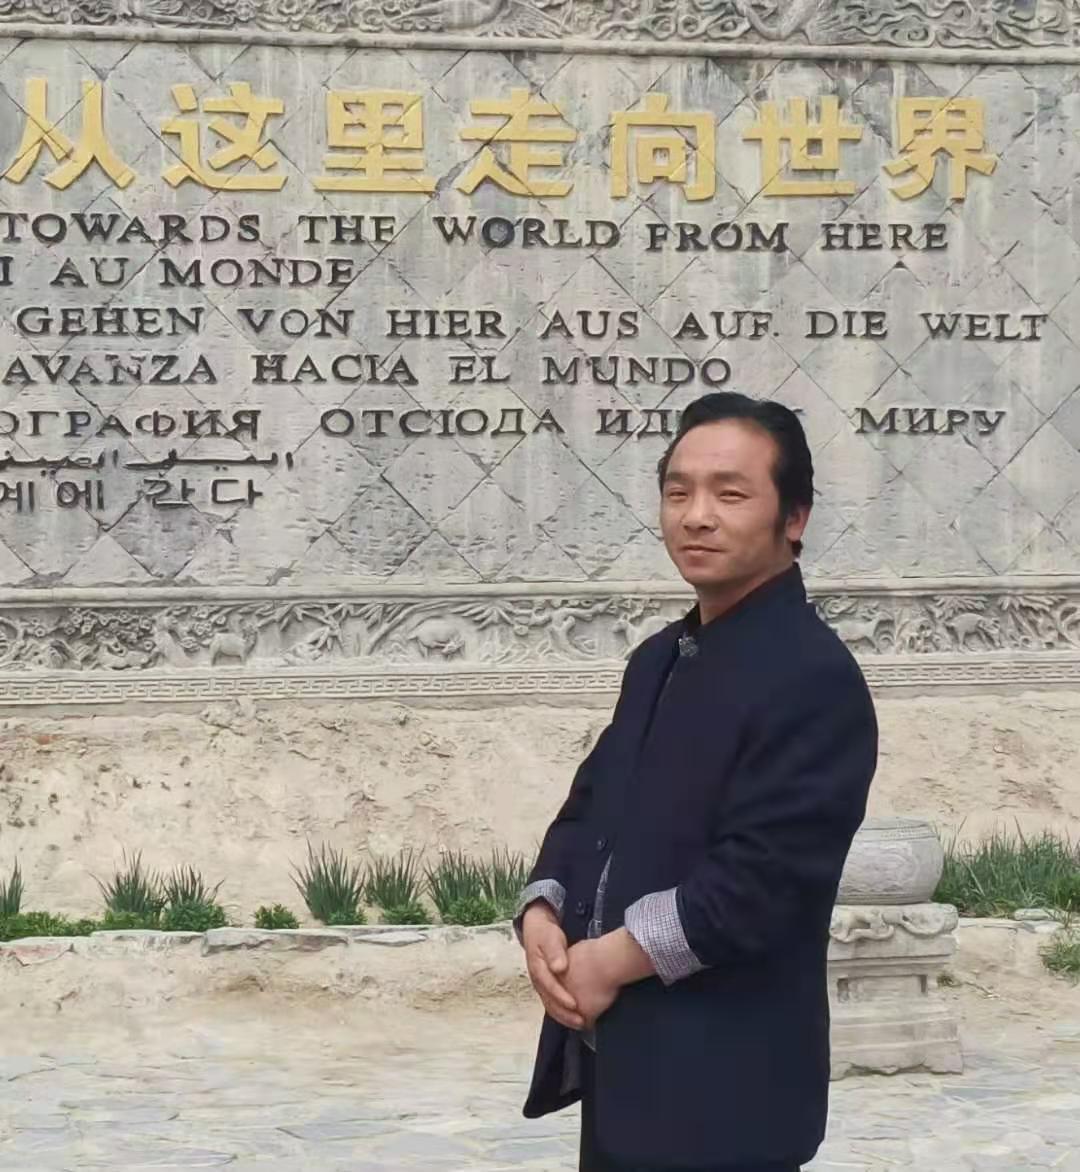 从这里走向世界
TOWARDS THE WORLD FROM HERE
I AU MONDE
GEHEN VON HIER AUS AUF DIE WELT
AVANZA HACIA EL MUNDO
ОГРАФИЯ ОТСЮДА МИРУ
계에 간다